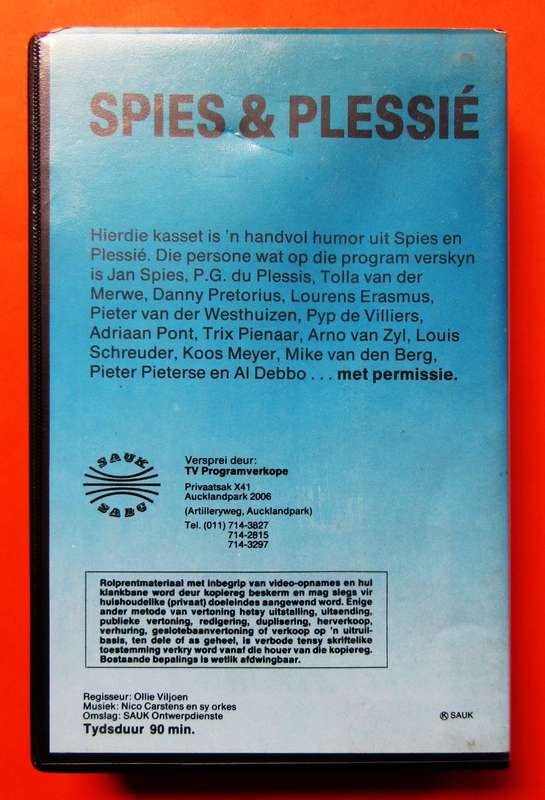 SPIES & PLESSIÉ
Hierdie kasset is 'n handvol humor uit Spies en
Plessié. Die persone wat op die program verskyn
is Jan Spies, P.G. du Plessis, Tolla van der
Merwe, Danny Pretorius, Lourens Erasmus,
Pieter van der Westhuizen, Pyp de Villiers,
Adriaan Pont, Trix Pienaar, Arno van Zyl, Louis
Schreuder, Koos Meyer, Mike van den Berg,
Pieter Pieterse en Al Debbo . . . met permissie.
SAUK
SABC
Versprei deur:
TV Programverkope
Privaatsak X41
Aucklandpark 2006
(Artilleryweg, Aucklandpark)
Tel. (011) 714-3827
714-2815
714-3297
Rolprentmateriaal met inbegrip van video-opnames en hul
klankbane word deur kopiereg beskerm en mag slegs vir
huishoudelike (privaat) doeleindes aangewend word. Enige
ander metode van vertoning hetsy uitstalling, uitsending,
publieke vertoning, redigering, duplisering, herverkoop,
verhuring, geslotebaanvertoning of verkoop op 'n uitruil-
basis, ten dele of as geheel, is verbode tensy skriftelike
toestemming verkry word vanaf die houer van die kopiereg.
Bostaande bepalings is wetlik afdwingbaar.
Regisseur: Ollie Viljoen
Musiek: Nico Carstens en sy orkes
Omslag: SAUK Ontwerpdienste
Tydsduur 90 min.
Ⓚ SAUK